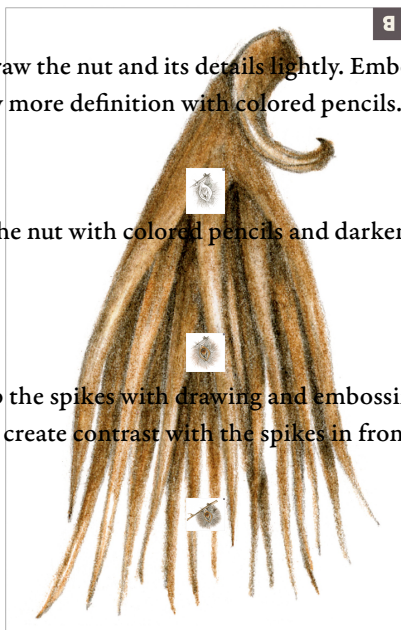 B
raw the nut and its details lightly. Emb
more definition with colored pencils.
he nut with colored pencils and darker
the spikes with drawing and embossi
create contrast with the spikes in fron